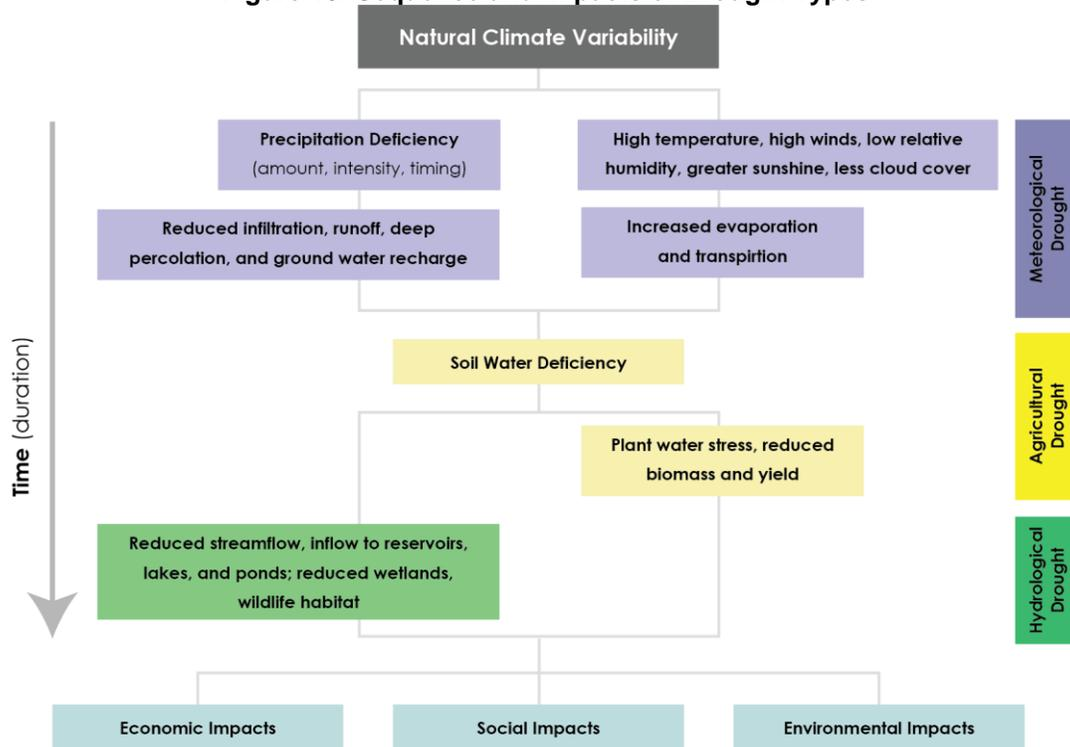 Natural Climate Variability
Precipitation Deficiency
(amount, intensity, timing)
High temperature, high winds, low relative
humidity, greater sunshine, less cloud cover
Meteorological
Drought
Reduced infiltration, runoff, deep
percolation, and ground water recharge
Increased evaporation
and transpirtion
Time (duration)
Soil Water Deficiency
Agricultural
Drought
Plant water stress, reduced
biomass and yield
Reduced streamflow, inflow to reservoirs,
lakes, and ponds; reduced wetlands,
wildlife habitat
Hydrological
Drought
Economic Impacts
Social Impacts
Environmental Impacts